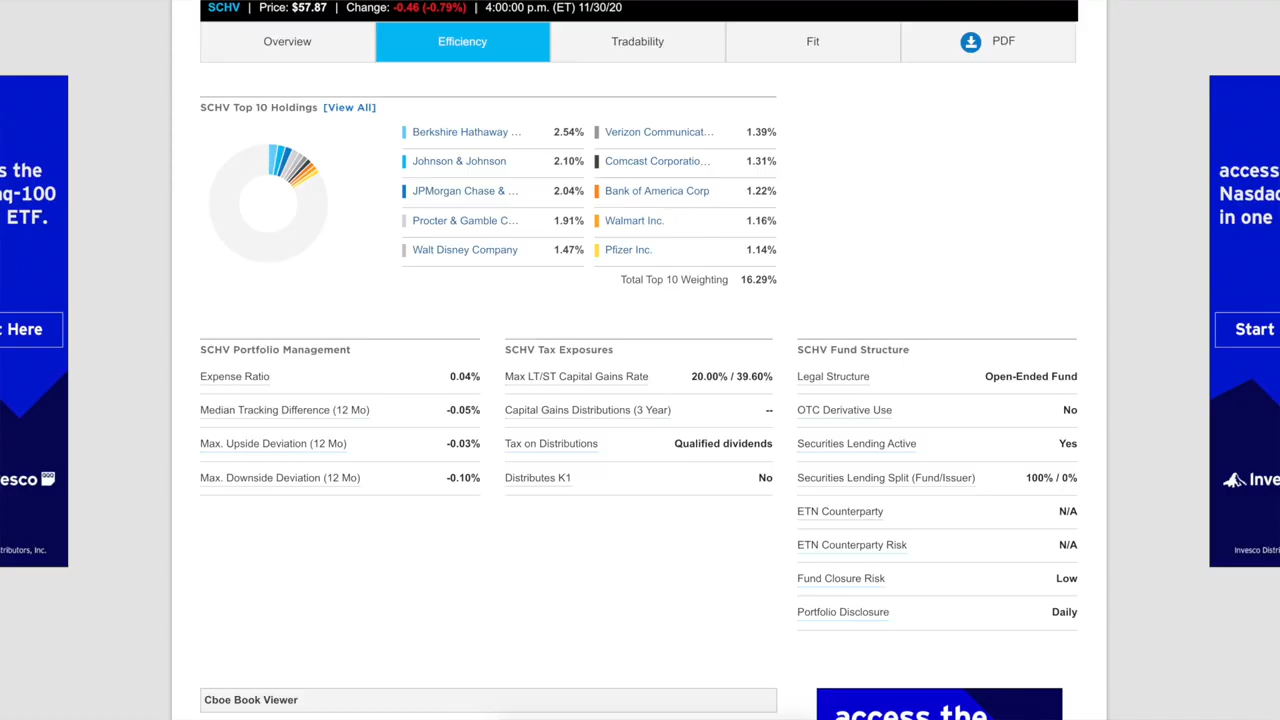 SCHV | Price: $57.87 | Change: -0.46 (-0.79%) | 4:00:00 p.m. (ET) 11/30/20
Overview Efficiency Tradability Fit PDF
SCHV Top 10 Holdings [View All]
Berkshire Hathaway ... 2.54% Verizon Communicat... 1.39%
Johnson & Johnson 2.10% Comcast Corporatio... 1.31%
JPMorgan Chase & ... 2.04% Bank of America Corp 1.22%
Procter & Gamble C... 1.91% Walmart Inc. 1.16%
Walt Disney Company 1.47% Pfizer Inc. 1.14%
Total Top 10 Weighting 16.29%
SCHV Portfolio Management
Expense Ratio 0.04%
Median Tracking Difference (12 Mo) -0.05%
Max. Upside Deviation (12 Mo) -0.03%
Max. Downside Deviation (12 Mo) -0.10%
SCHV Tax Exposures
Max LT/ST Capital Gains Rate 20.00% / 39.60%
Capital Gains Distributions (3 Year) --
Tax on Distributions Qualified dividends
Distributes K1 No
SCHV Fund Structure
Legal Structure Open-Ended Fund
OTC Derivative Use No
Securities Lending Active Yes
Securities Lending Split (Fund/Issuer) 100% / 0%
ETN Counterparty N/A
ETN Counterparty Risk N/A
Fund Closure Risk Low
Portfolio Disclosure Daily
Cboe Book Viewer
access the
s the
q-100
ETF.
: Here
esco
tributors, Inc.
access
Nasda
in one
Start
Inve
Invesco Distri